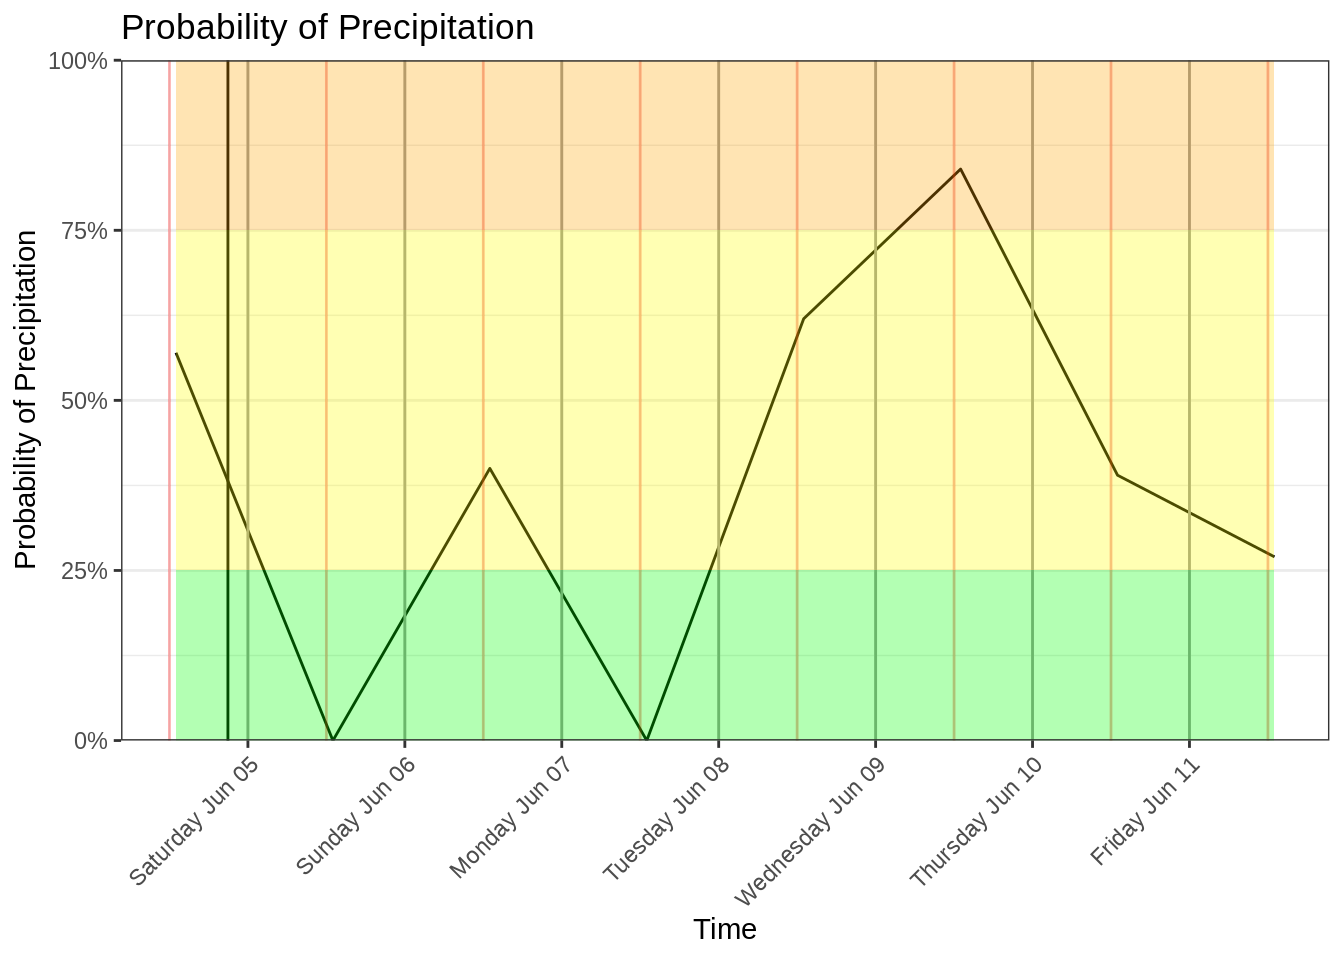 Probability of Precipitation
Probability of Precipitation
100%
75%
50%
25%
0%
Saturday Jun 05
Sunday Jun 06
Monday Jun 07
Tuesday Jun 08
Wednesday Jun 09
Thursday Jun 10
Friday Jun 11
Time